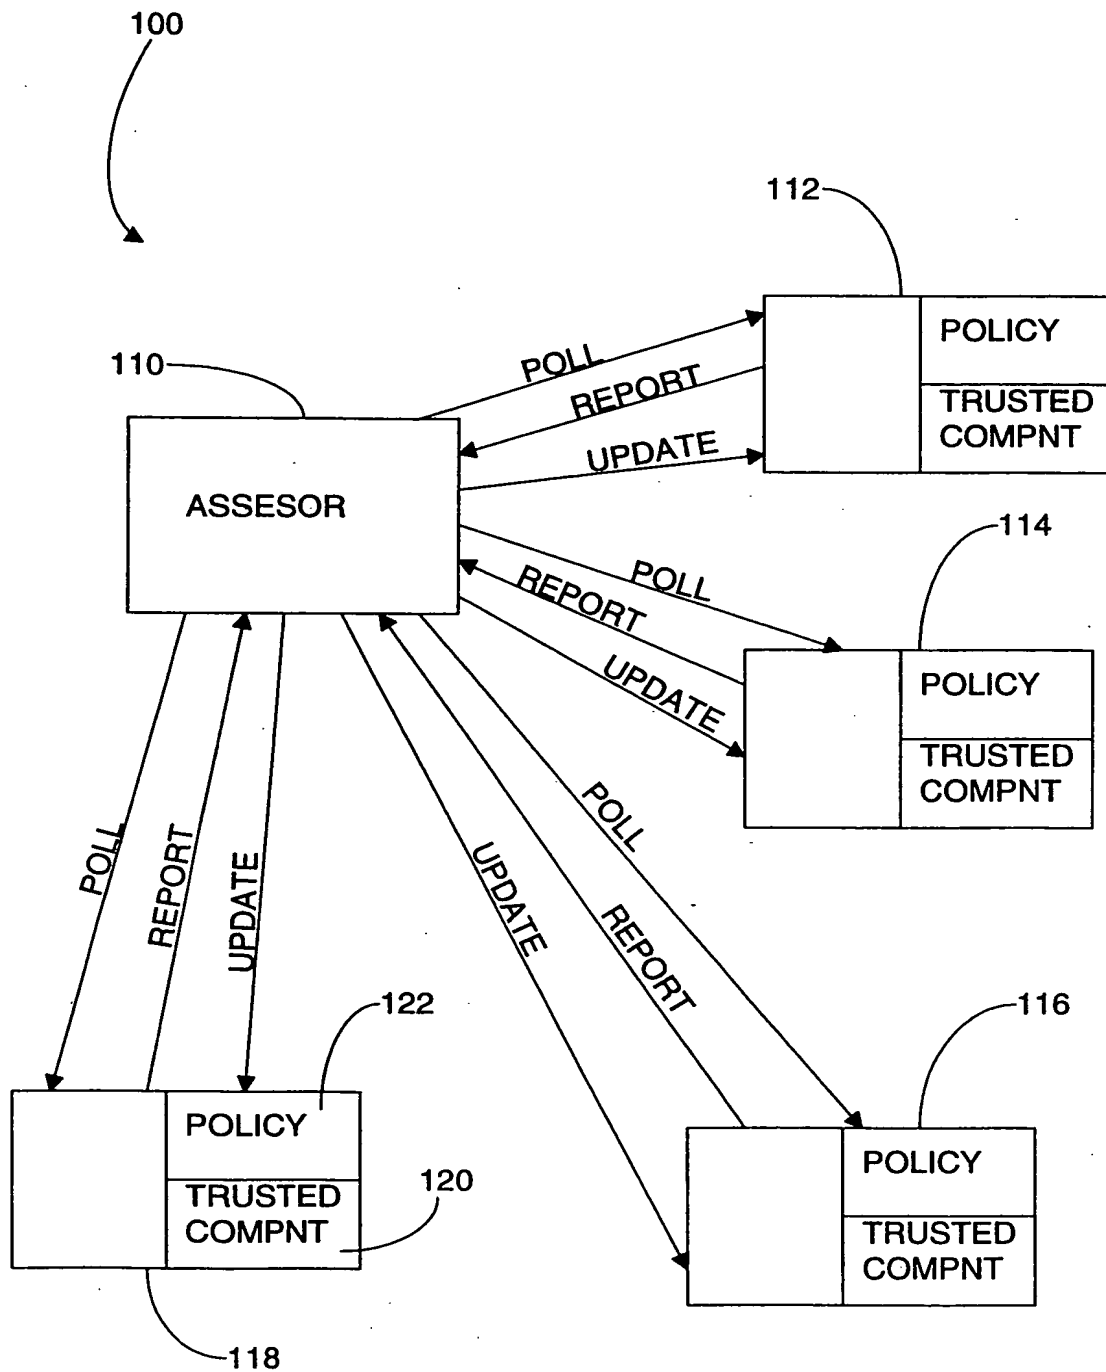 100
112
110
POLL
REPORT
UPDATE
POLICY
TRUSTED
COMPNT
ASSESOR
114
POLL
REPORT
UPDATE
POLICY
TRUSTED
COMPNT
POLL
REPORT
UPDATE
UPDATE
REPORT
POLL
122
116
POLICY
TRUSTED
COMPNT
120
POLICY
TRUSTED
COMPNT
118